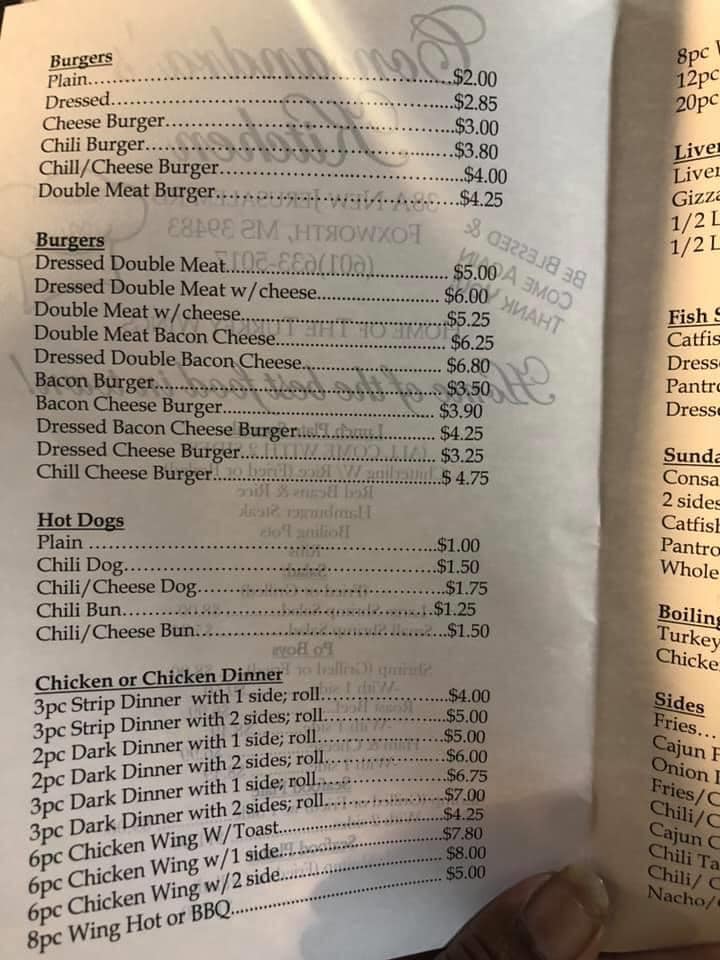 Burgers
Plain.....$2.00
Dressed.....$2.85
Cheese Burger.....$3.00
Chili Burger.....$3.80
Chill/Cheese Burger.....$4.00
Double Meat Burger.....$4.25
Burgers
Dressed Double Meat.....$5.00
Dressed Double Meat w/cheese.....$6.00
Double Meat w/cheese.....$5.25
Double Meat Bacon Cheese.....$6.25
Dressed Double Bacon Cheese.....$6.80
Bacon Burger.....$3.50
Bacon Cheese Burger.....$3.90
Dressed Bacon Cheese Burger.....$4.25
Dressed Cheese Burger.....$3.25
Chill Cheese Burger.....$ 4.75
Hot Dogs
Plain .....$1.00
Chili Dog.....$1.50
Chili/Cheese Dog.....$1.75
Chili Bun.....$1.25
Chili/Cheese Bun.....$1.50
Chicken or Chicken Dinner
3pc Strip Dinner with 1 side; roll.....$4.00
3pc Strip Dinner with 2 sides; roll.....$5.00
2pc Dark Dinner with 1 side; roll.....$5.00
2pc Dark Dinner with 2 sides; roll.....$6.00
3pc Dark Dinner with 1 side; roll.....$6.75
3pc Dark Dinner with 2 sides; roll.....$7.00
6pc Chicken Wing W/Toast.....$4.25
6pc Chicken Wing w/1 side.....$7.80
6pc Chicken Wing w/2 side.....$8.00
8pc Wing Hot or BBQ.....$5.00
FOXWORTH, MS 39483
BE BLESSED &
COME AGAIN
THANK YOU
8pc
12pc
20pc
Liver
Liver
Gizza
1/2 L
1/2 L
Fish S
Catfis
Dress
Pantr
Dress
Sunda
Consa
2 sides
Catfish
Pantro
Whole
Boiling
Turkey
Chicke
Sides
Fries...
Cajun F
Onion
Fries/C
Chili/C
Cajun C
Chili Ta
Chili/ C
Nacho/